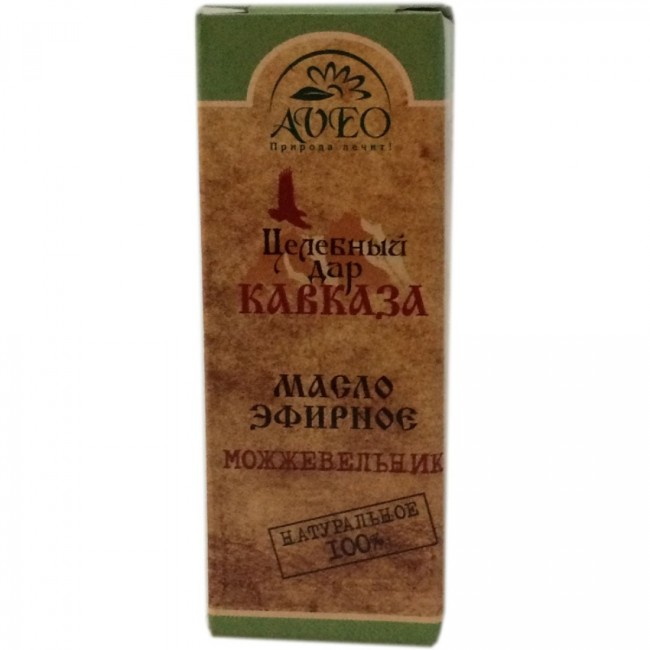 AVEO
Природа лечит!
Целебный
дар
КАВКАЗА
МАСЛО
ЭФИРНОЕ
МОЖЖЕВЕЛЬНИК
НАТУРАЛЬНОЕ
100%